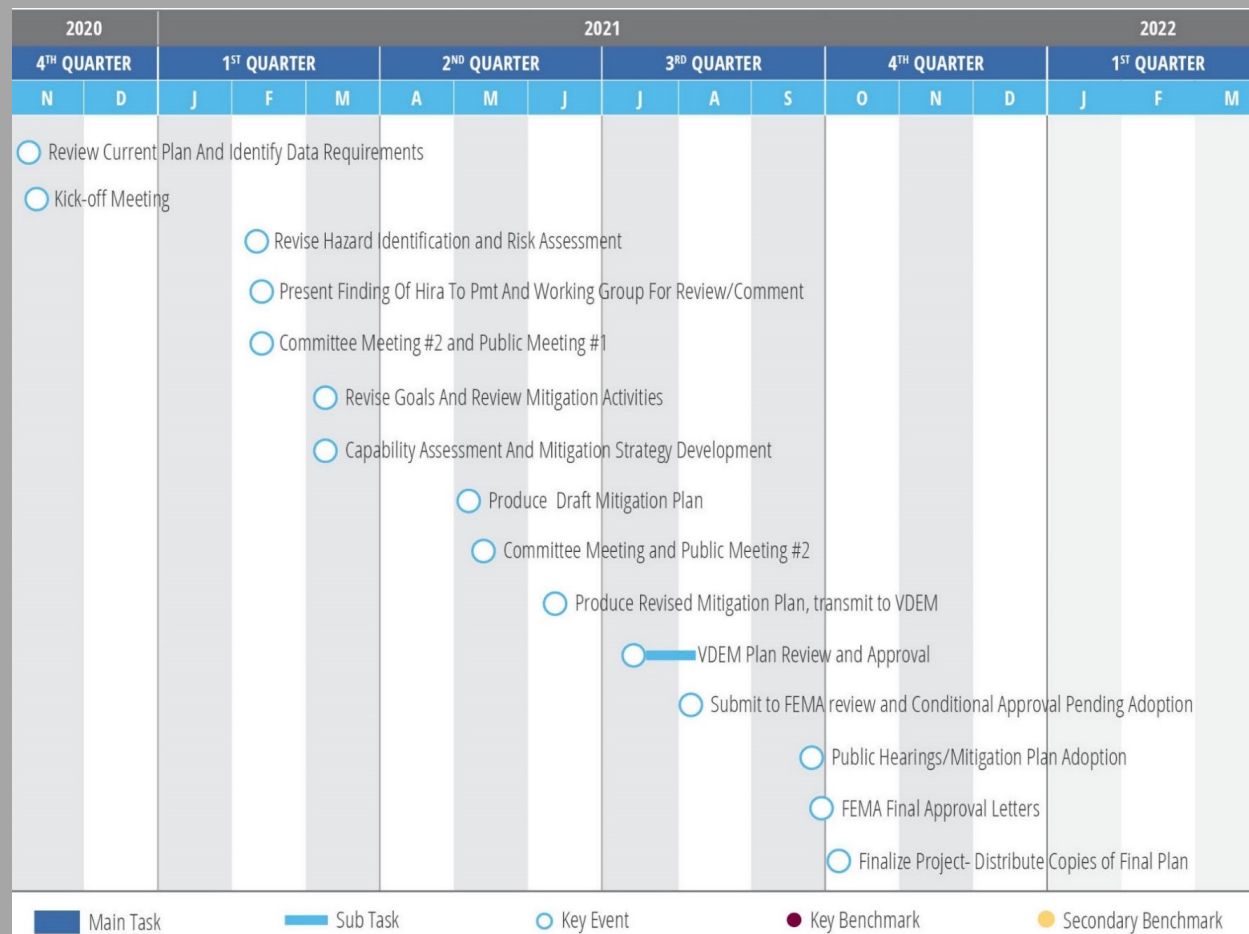 2020 2021 2022
4TH QUARTER 1ST QUARTER 2ND QUARTER 3RD QUARTER 4TH QUARTER 1ST QUARTER
N D J F M A M J J A S O N D J F M
Review Current Plan And Identify Data Requirements
Kick-off Meeting
Revise Hazard Identification and Risk Assessment
Present Finding Of Hira To Pmt And Working Group For Review/Comment
Committee Meeting #2 and Public Meeting #1
Revise Goals And Review Mitigation Activities
Capability Assessment And Mitigation Strategy Development
Produce Draft Mitigation Plan
Committee Meeting and Public Meeting #2
Produce Revised Mitigation Plan, transmit to VDEM
VDEM Plan Review and Approval
Submit to FEMA review and Conditional Approval Pending Adoption
Public Hearings/Mitigation Plan Adoption
FEMA Final Approval Letters
Finalize Project- Distribute Copies of Final Plan
Main Task Sub Task Key Event Key Benchmark Secondary Benchmark